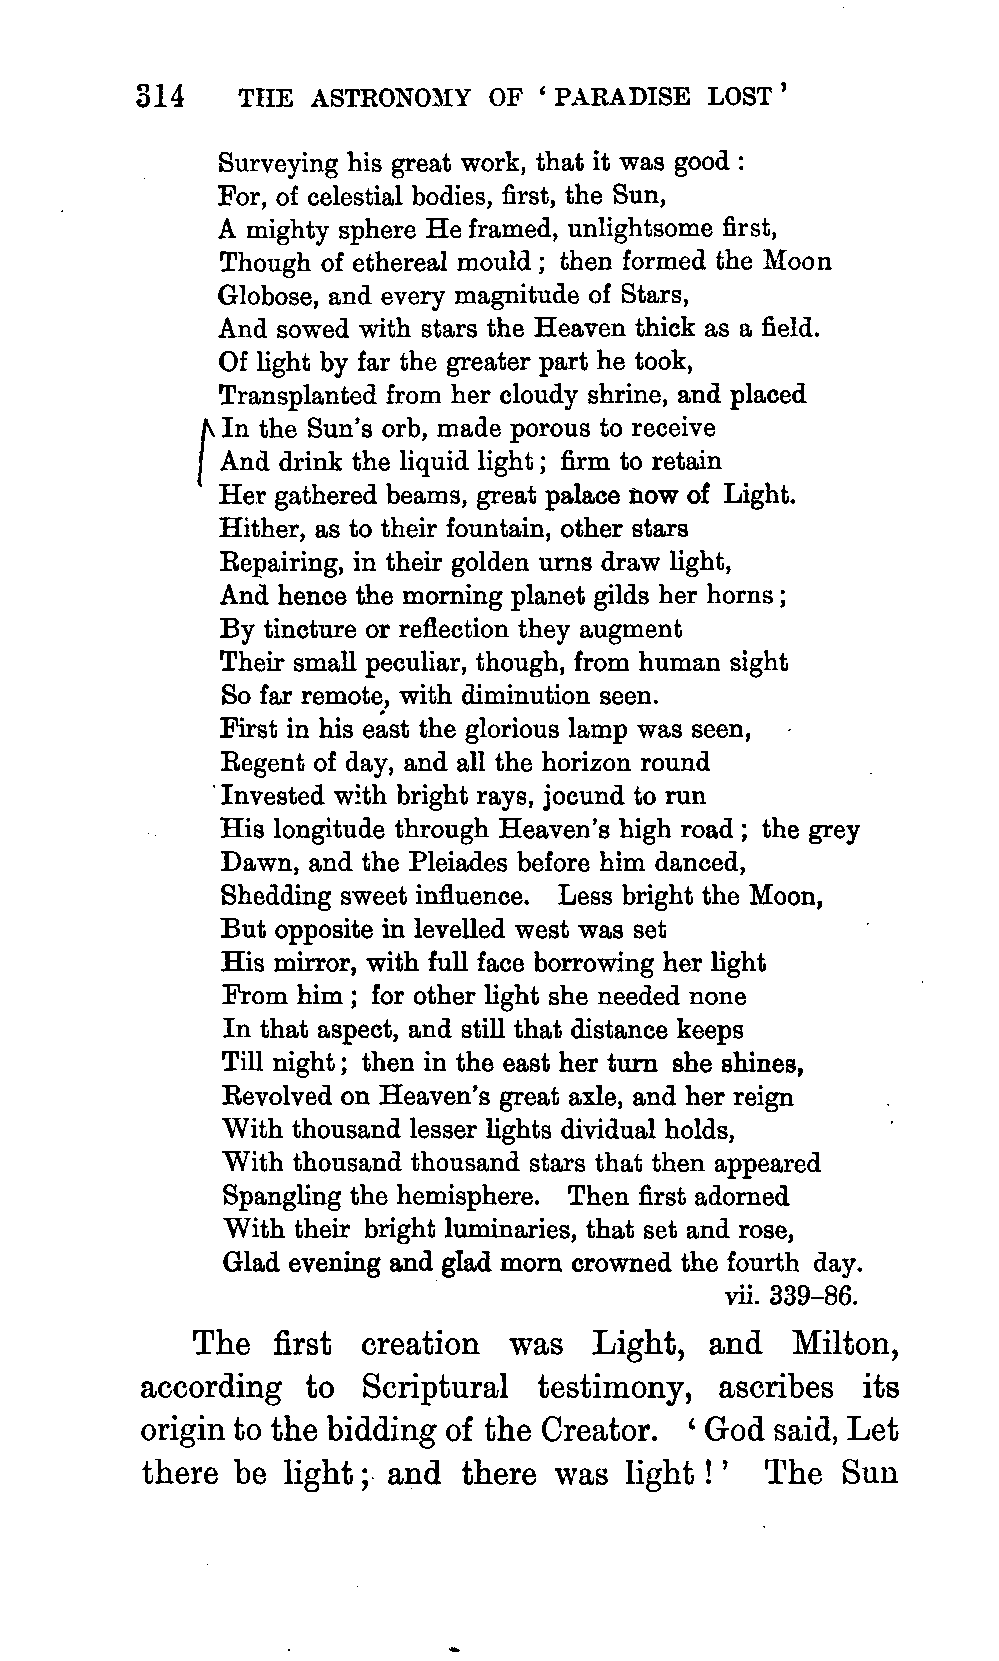 314 THE ASTRONOMY OF ‘ PARADISE LOST ’
Surveying his great work, that it was good :
For, of celestial bodies, first, the Sun,
A mighty sphere He framed, unlightsome first,
Though of ethereal mould ; then formed the Moon
Globose, and every magnitude of Stars,
And sowed with stars the Heaven thick as a field.
Of light by far the greater part he took,
Transplanted from her cloudy shrine, and placed
In the Sun’s orb, made porous to receive
And drink the liquid light ; firm to retain
Her gathered beams, great palace now of Light.
Hither, as to their fountain, other stars
Repairing, in their golden urns draw light,
And hence the morning planet gilds her horns ;
By tincture or reflection they augment
Their small peculiar, though, from human sight
So far remote, with diminution seen.
First in his east the glorious lamp was seen,
Regent of day, and all the horizon round
Invested with bright rays, jocund to run
His longitude through Heaven’s high road ; the grey
Dawn, and the Pleiades before him danced,
Shedding sweet influence. Less bright the Moon,
But opposite in levelled west was set
His mirror, with full face borrowing her light
From him ; for other light she needed none
In that aspect, and still that distance keeps
Till night ; then in the east her turn she shines,
Revolved on Heaven’s great axle, and her reign
With thousand lesser lights dividual holds,
With thousand thousand stars that then appeared
Spangling the hemisphere. Then first adorned
With their bright luminaries, that set and rose,
Glad evening and glad morn crowned the fourth day.
vii. 339–86.
The first creation was Light, and Milton,
according to Scriptural testimony, ascribes its
origin to the bidding of the Creator. ‘ God said, Let
there be light ; and there was light ! ’ The Sun